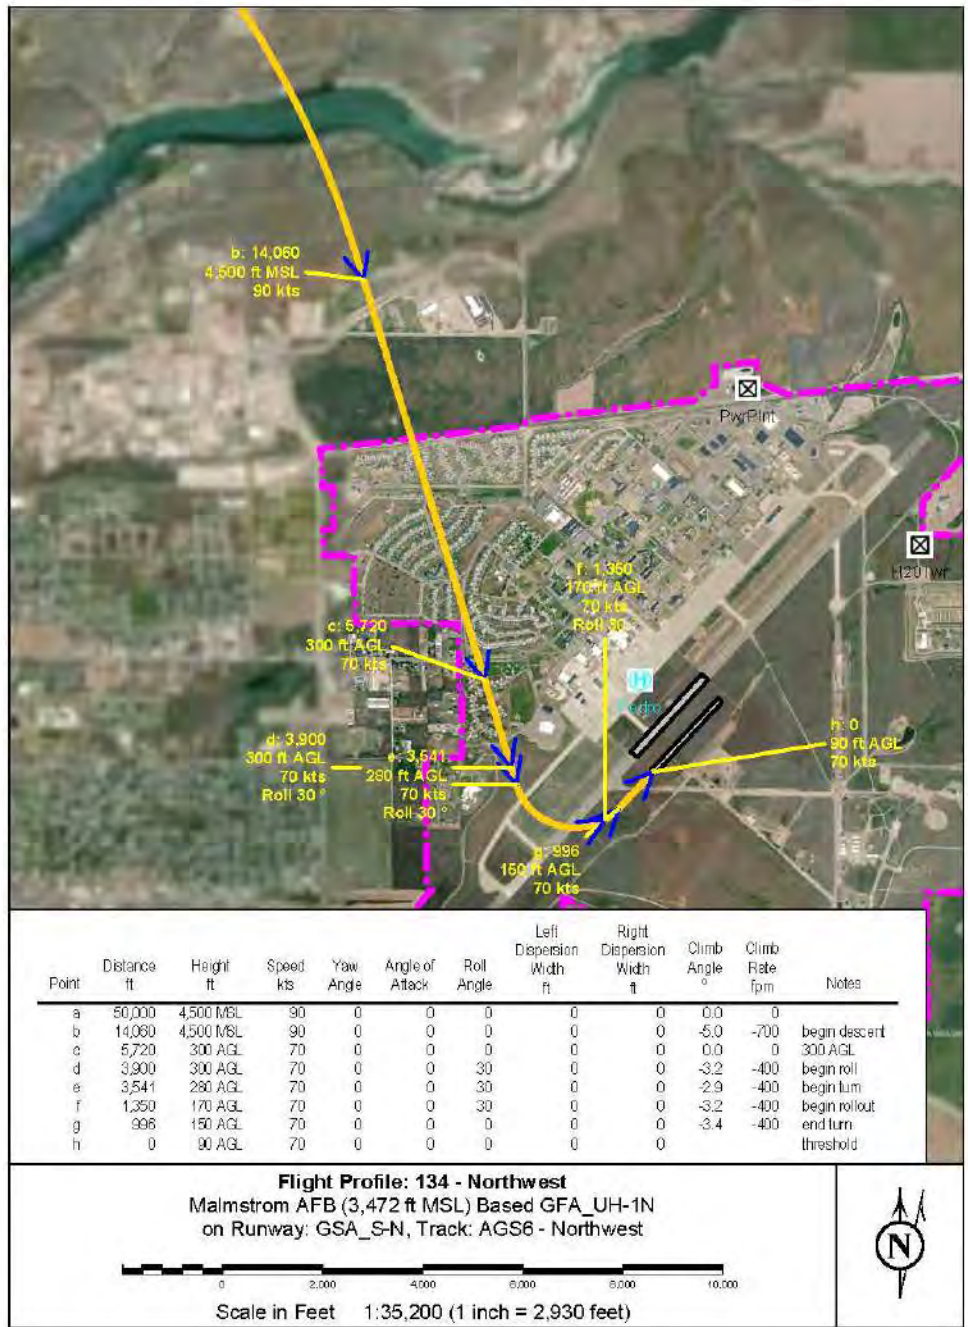 b: 14,060
4,500 ft MSL
90 kts
PwrPlnt
H20Twr
f: 1,350
170 ft AGL
70 kts
Roll 30 °
c: 5,720
300 ft AGL
70 kts
H
Pedro
h: 0
90 ft AGL
70 kts
d: 3,900
300 ft AGL
70 kts
Roll 30 °
e: 3,541
280 ft AGL
70 kts
Roll 30 °
g: 996
150 ft AGL
70 kts
Point Distance ft Height ft Speed kts Yaw Angle Angle of Attack Roll Angle Left Dispersion Width ft Right Dispersion Width ft Climb Angle ° Climb Rate fpm Notes
a 50,000 4,500 MSL 90 0 0 0 0 0 0.0 0
b 14,060 4,500 MSL 90 0 0 0 0 0 -5.0 -700 begin descent
c 5,720 300 AGL 70 0 0 0 0 0 0.0 0 300 AGL
d 3,900 300 AGL 70 0 0 30 0 0 -3.2 -400 begin roll
e 3,541 280 AGL 70 0 0 30 0 0 -2.9 -400 begin turn
f 1,350 170 AGL 70 0 0 30 0 0 -3.2 -400 begin rollout
g 996 150 AGL 70 0 0 0 0 0 -3.4 -400 end turn
h 0 90 AGL 70 0 0 0 0 0 threshold
Flight Profile: 134 - Northwest
Malmstrom AFB (3,472 ft MSL) Based GFA_UH-1N
on Runway: GSA_S-N, Track: AGS6 - Northwest
0 2,000 4,000 6,000 8,000 10,000
Scale in Feet 1:35,200 (1 inch = 2,930 feet)
N